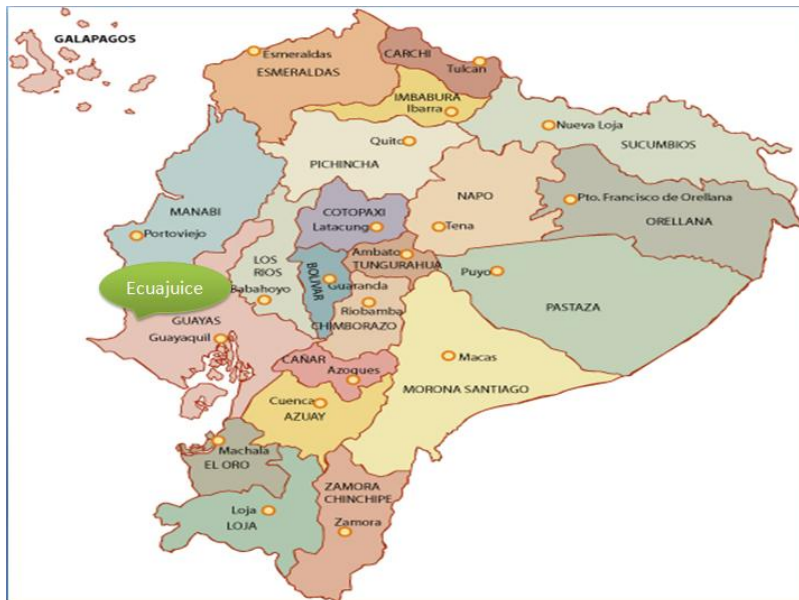 GALAPAGOS
Esmeraldas
ESMERALDAS
CARCHI
Tulcan
IMBABURA
Ibarra
Quito
PICHINCHA
Nueva Loja
SUCUMBIOS
MANABI
Portoviejo
COTOPAXI
Latacung
NAPO
Tena
Pto. Francisco de Orellana
ORELLANA
LOS
RIOS
Babahoyo
BOLIVAR
Guaranda
Ambato
TUNGURAHUA
Riobamba
CHIMBORAZO
Puyo
PASTAZA
Ecuajuice
GUAYAS
Guayaquil
CAÑAR
Azogues
Macas
MORONA SANTIAGO
Cuenca
AZUAY
Machala
EL ORO
Loja
LOJA
ZAMORA
CHINCHIPE
Zamora